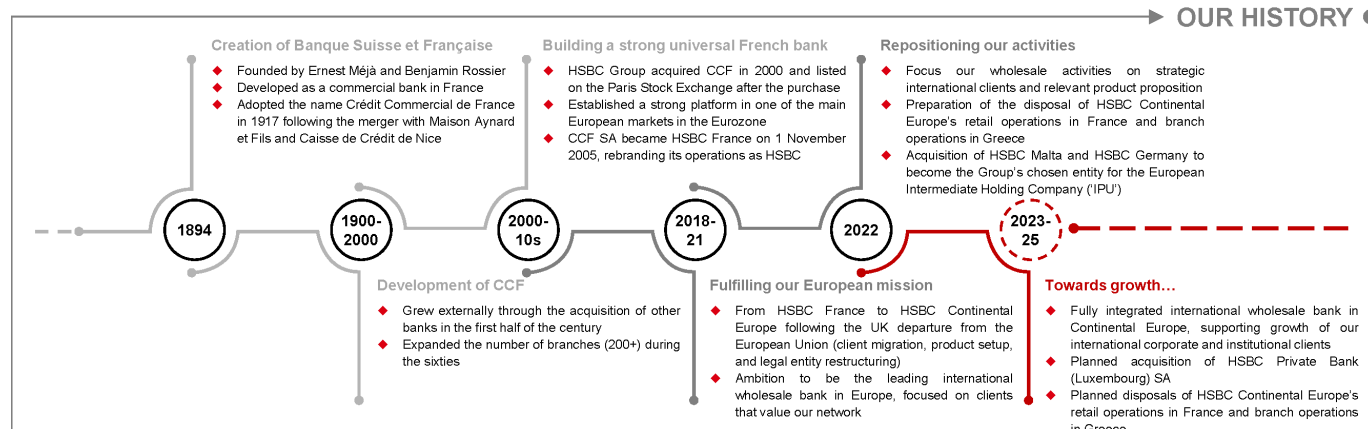 OUR HISTORY
Creation of Banque Suisse et Française
Founded by Ernest Méjà and Benjamin Rossier
Developed as a commercial bank in France
Adopted the name Crédit Commercial de France
in 1917 following the merger with Maison Aynard
et Fils and Caisse de Crédit de Nice
Building a strong universal French bank
HSBC Group acquired CCF in 2000 and listed
on the Paris Stock Exchange after the purchase
Established a strong platform in one of the main
European markets in the Eurozone
CCF SA became HSBC France on 1 November
2005, rebranding its operations as HSBC
Repositioning our activities
Focus our wholesale activities on strategic
international clients and relevant product proposition
Preparation of the disposal of HSBC Continental
Europe's retail operations in France and branch
operations in Greece
Acquisition of HSBC Malta and HSBC Germany to
become the Group's chosen entity for the European
Intermediate Holding Company ('IPU')
1894
1900-
2000
2000-
10s
2018-
21
2022
2023-
25
Development of CCF
Grew externally through the acquisition of other
banks in the first half of the century
Expanded the number of branches (200+) during
the sixties
Fulfilling our European mission
From HSBC France to HSBC Continental
Europe following the UK departure from the
European Union (client migration, product setup,
and legal entity restructuring)
Ambition to be the leading international
wholesale bank in Europe, focused on clients
that value our network
Towards growth…
Fully integrated international wholesale bank in
Continental Europe, supporting growth of our
international corporate and institutional clients
Planned acquisition of HSBC Private Bank
(Luxembourg) SA
Planned disposals of HSBC Continental Europe's
retail operations in France and branch operations
in Greece